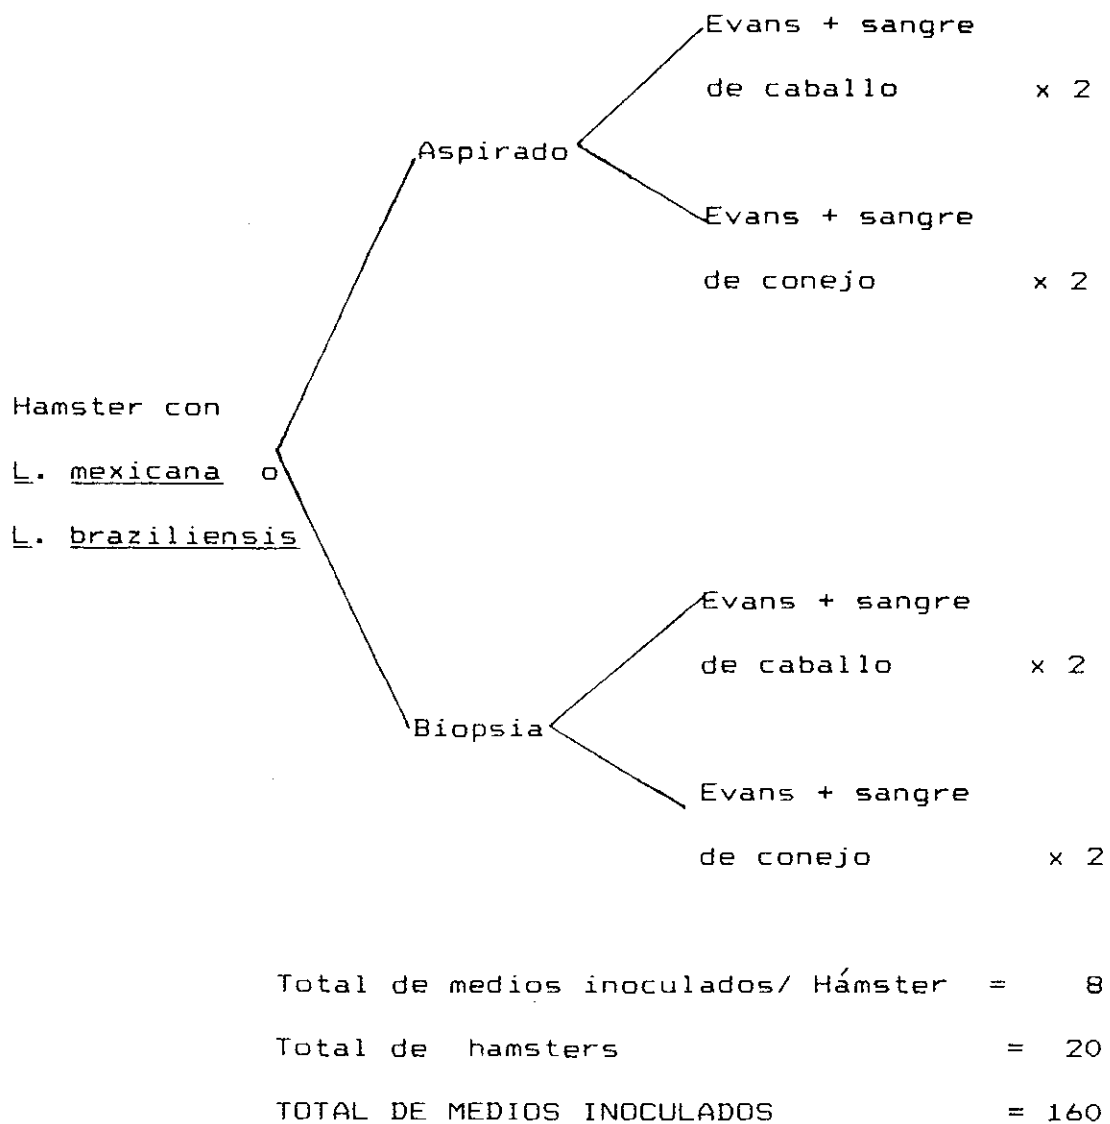 Evans + sangre
de caballo x 2
Aspirado
Evans + sangre
de conejo x 2
Hamster con
L. mexicana o
L. braziliensis
Evans + sangre
de caballo x 2
Biopsia
Evans + sangre
de conejo x 2
Total de medios inoculados/ Hámster = 8
Total de hamsters = 20
TOTAL DE MEDIOS INOCULADOS = 160